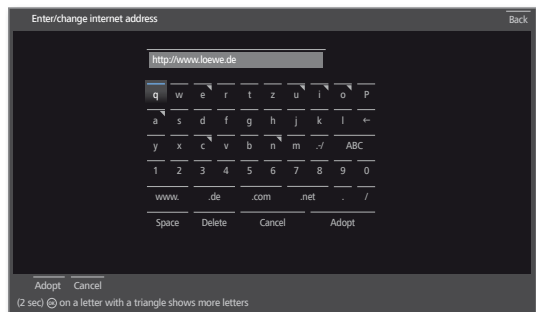 Enter/change internet address Back
http://www.loewe.de
q w e r t z u i o P
a s d f g h j k l ←
y x c v b n m .-/ ABC
1 2 3 4 5 6 7 8 9 0
www. .de .com .net . /
Space Delete Cancel Adopt
Adopt Cancel
(2 sec) OK on a letter with a triangle shows more letters